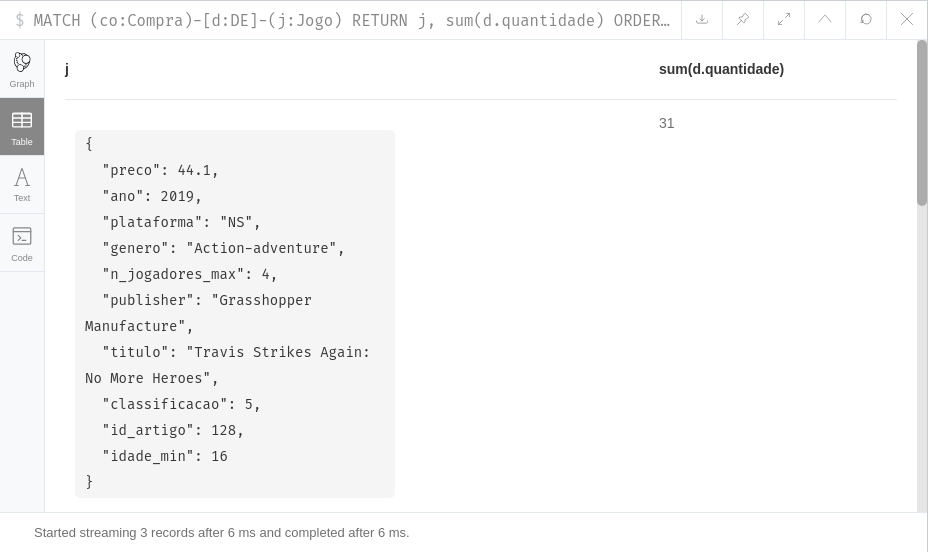 $ MATCH (co:Compra)-[d:DE]-(j:Jogo) RETURN j, sum(d.quantidade) ORDER…
Graph
Table
Text
Code
j sum(d.quantidade)
31
{
"preco": 44.1,
"ano": 2019,
"plataforma": "NS",
"genero": "Action-adventure",
"n_jogadores_max": 4,
"publisher": "Grasshopper
Manufacture",
"titulo": "Travis Strikes Again:
No More Heroes",
"classificacao": 5,
"id_artigo": 128,
"idade_min": 16
}
Started streaming 3 records after 6 ms and completed after 6 ms.